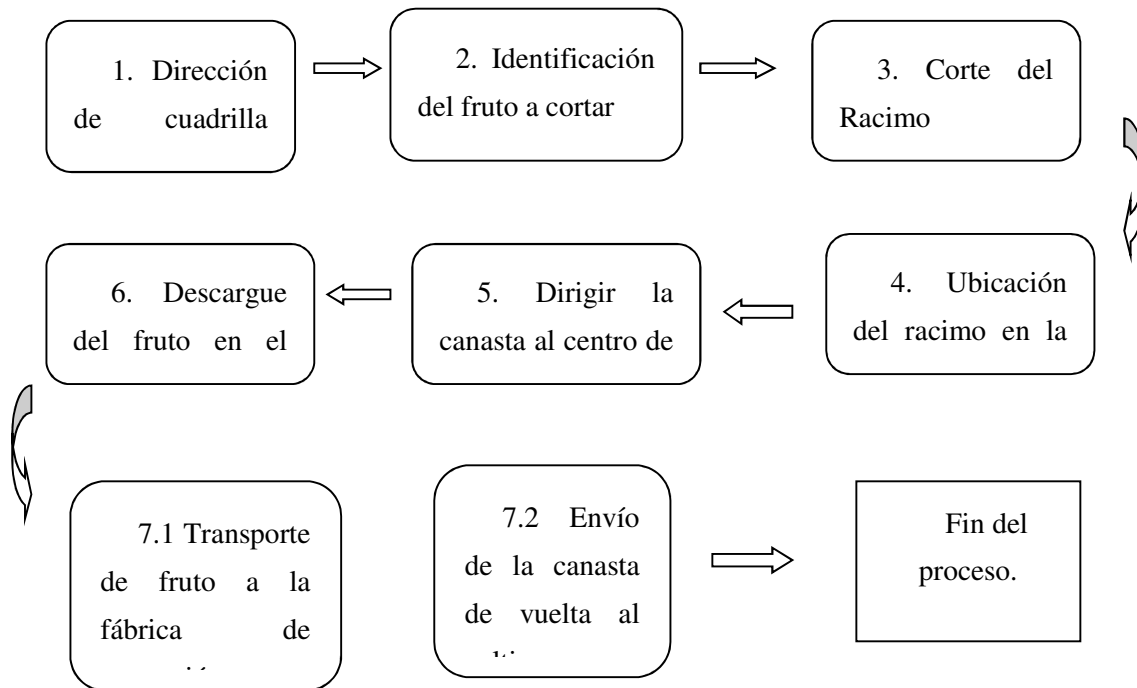 1. Dirección
de cuadrilla
2. Identificación
del fruto a cortar
3. Corte del
Racimo
4. Ubicación
del racimo en la
5. Dirigir la
canasta al centro de
6. Descargue
del fruto en el
7.1 Transporte
de fruto a la
fábrica de
7.2 Envío
de la canasta
de vuelta al
Fin del
proceso.